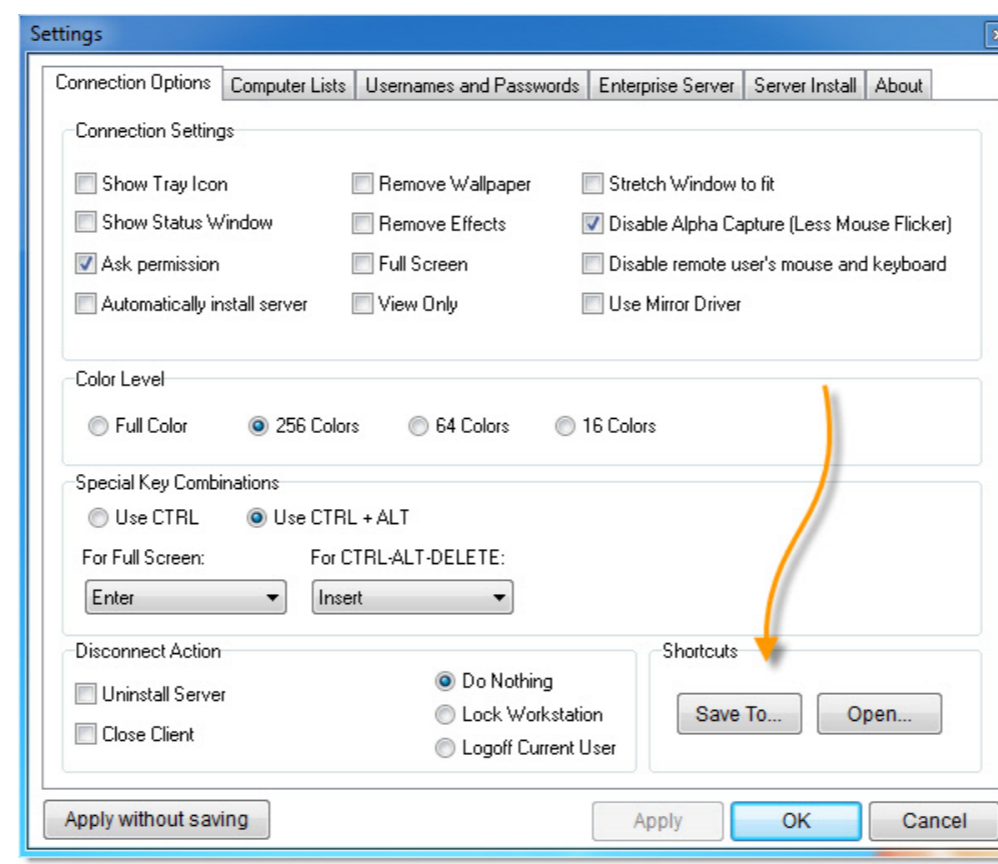 Settings
Connection Options Computer Lists Usernames and Passwords Enterprise Server Server Install About
Connection Settings
Show Tray Icon Remove Wallpaper Stretch Window to fit
Show Status Window Remove Effects Disable Alpha Capture (Less Mouse Flicker)
Ask permission Full Screen Disable remote user's mouse and keyboard
Automatically install server View Only Use Mirror Driver
Color Level
Full Color 256 Colors 64 Colors 16 Colors
Special Key Combinations
Use CTRL Use CTRL + ALT
For Full Screen: For CTRL-ALT-DELETE:
Enter Insert
Disconnect Action
Uninstall Server
Close Client
Do Nothing
Lock Workstation
Logoff Current User
Shortcuts
Save To... Open...
Apply without saving Apply OK Cancel